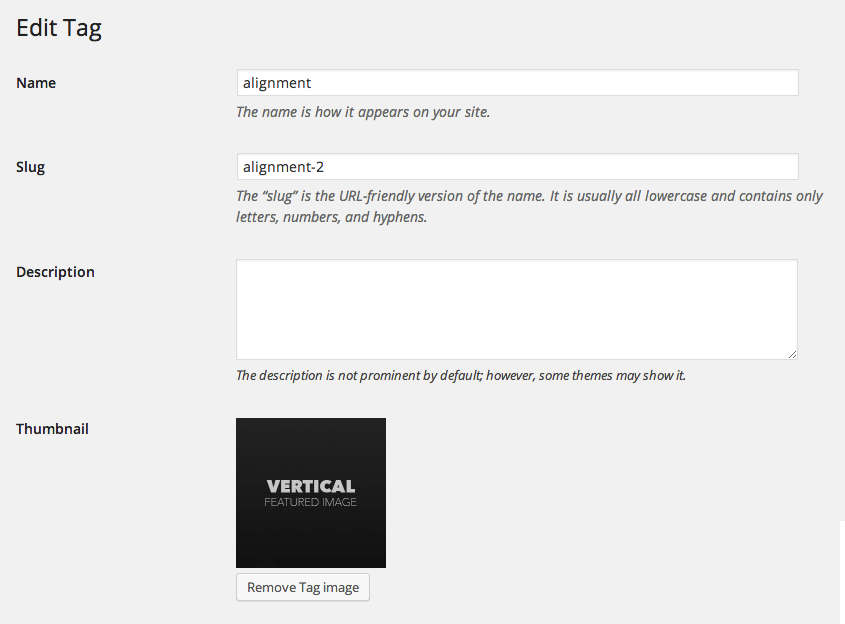 Edit Tag
Name
alignment
The name is how it appears on your site.
Slug
alignment-2
The “slug” is the URL-friendly version of the name. It is usually all lowercase and contains only
letters, numbers, and hyphens.
Description
The description is not prominent by default; however, some themes may show it.
Thumbnail
VERTICAL
FEATURED IMAGE
Remove Tag image